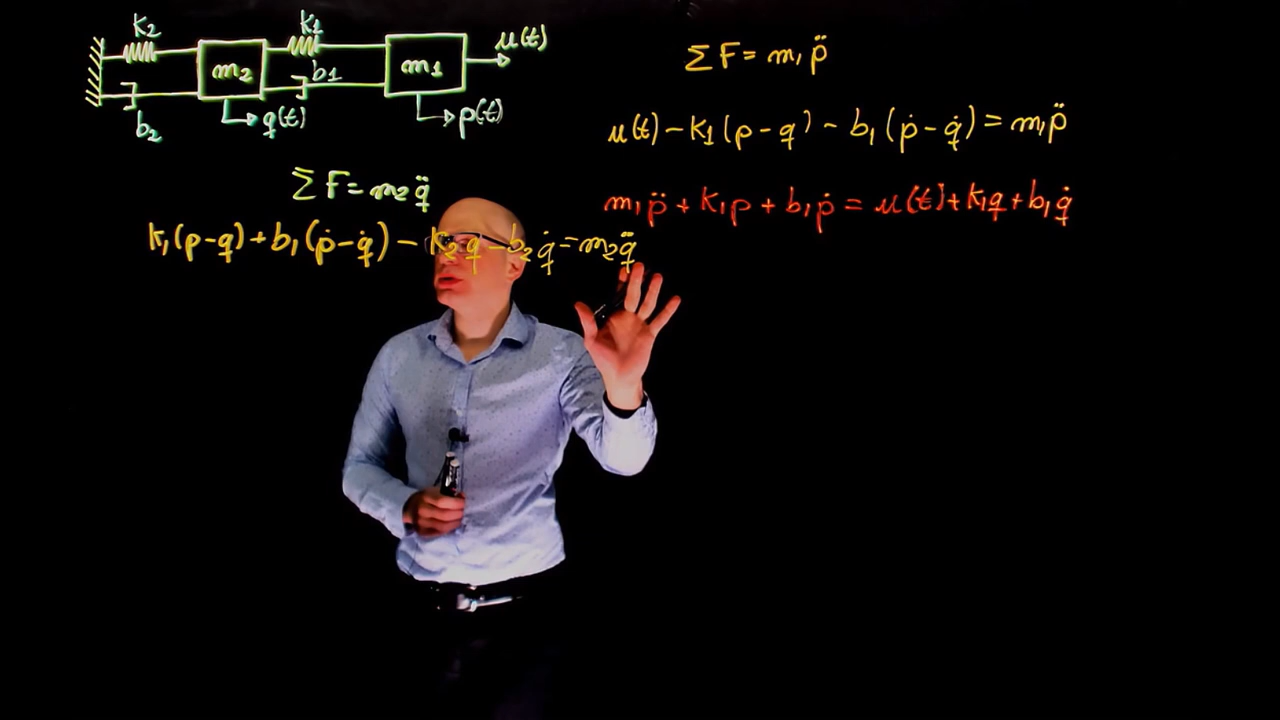 k₂ k₁ u(t)
m₂ b₁ m₁
b₂ q(t) p(t)
ΣF = m₂q̈
k₁(p-q) + b₁(ṗ-q̇) - k₂q - b₂q̇ = m₂q̈
ΣF = m₁p̈
u(t) - k₁(p-q) - b₁(ṗ-q̇) = m₁p̈
m₁p̈ + k₁p + b₁ṗ = u(t) + k₁q + b₁q̇